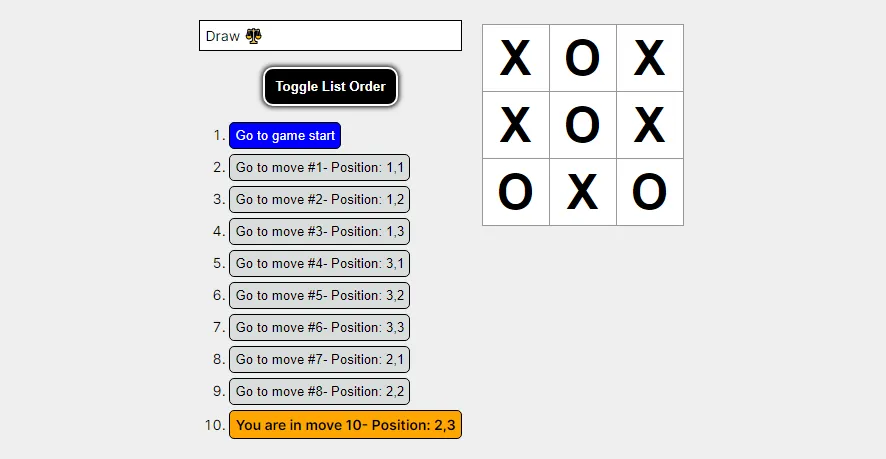 Draw ⚖️
Toggle List Order
1. Go to game start
2. Go to move #1- Position: 1,1
3. Go to move #2- Position: 1,2
4. Go to move #3- Position: 1,3
5. Go to move #4- Position: 3,1
6. Go to move #5- Position: 3,2
7. Go to move #6- Position: 3,3
8. Go to move #7- Position: 2,1
9. Go to move #8- Position: 2,2
10. You are in move 10- Position: 2,3
X O X
X O X
O X O